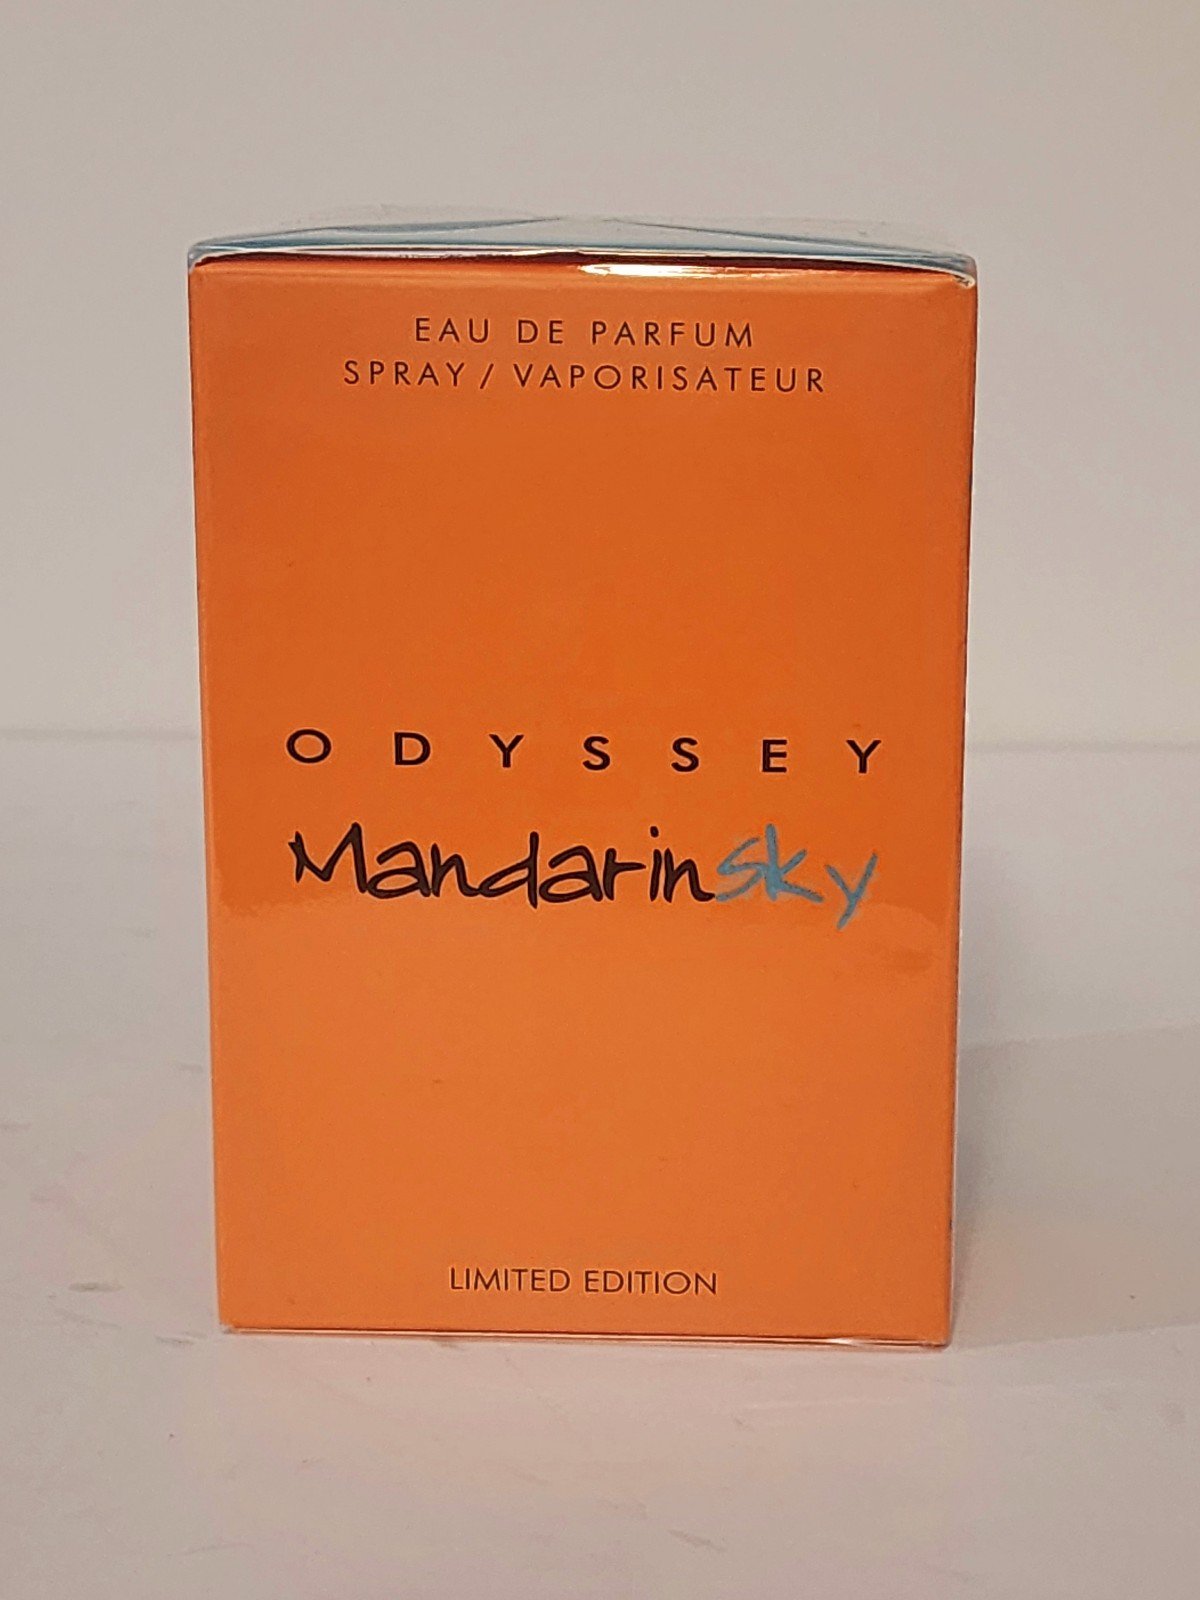 EAU DE PARFUM
SPRAY / VAPORISATEUR
ODYSSEY
MandarinSky
LIMITED EDITION